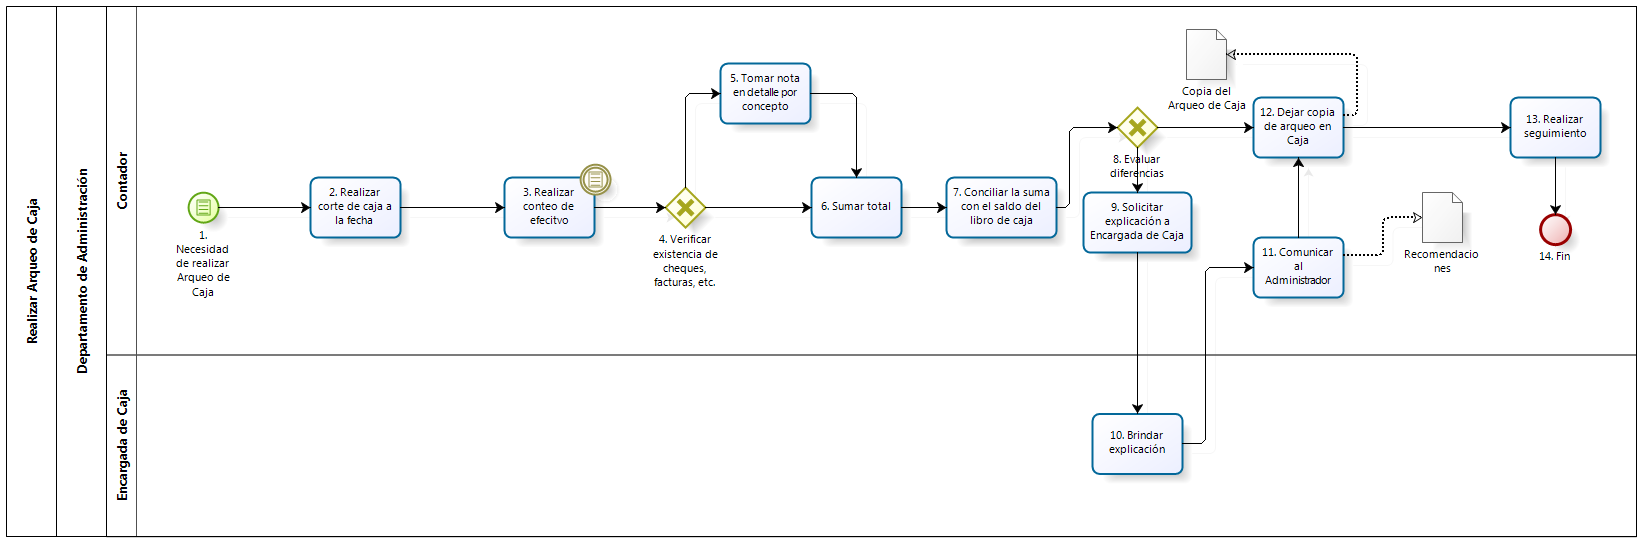 Realizar Arqueo de Caja
Departamento de Administración
Contador
Encargada de Caja
1.
Necesidad
de realizar
Arqueo de
Caja
2. Realizar
corte de caja a
la fecha
3. Realizar
conteo de
efecitvo
4. Verificar
existencia de
cheques,
facturas, etc.
5. Tomar nota
en detalle por
concepto
6. Sumar total
7. Conciliar la suma
con el saldo del
libro de caja
8. Evaluar
diferencias
9. Solicitar
explicación a
Encargada de Caja
10. Brindar
explicación
11. Comunicar
al
Administrador
Recomendacio
nes
12. Dejar copia
de arqueo en
Caja
Copia del
Arqueo de Caja
13. Realizar
seguimiento
14. Fin